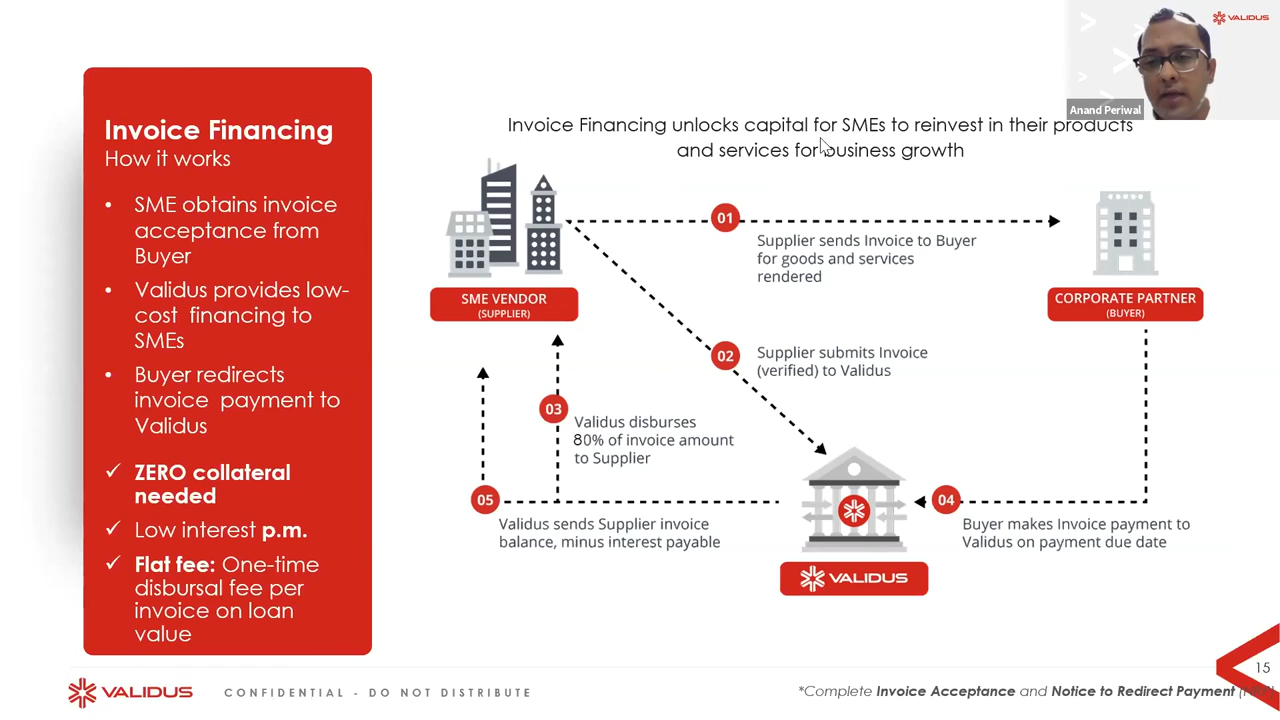 VALIDUS
Anand Periwal
Invoice Financing
How it works
• SME obtains invoice
acceptance from
Buyer
• Validus provides low-
cost financing to
SMEs
• Buyer redirects
invoice payment to
Validus
✓ ZERO collateral
needed
✓ Low interest p.m.
✓ Flat fee: One-time
disbursal fee per
invoice on loan
value
Invoice Financing unlocks capital for SMEs to reinvest in their products
and services for business growth
01
Supplier sends Invoice to Buyer
for goods and services
rendered
SME VENDOR
(SUPPLIER)
CORPORATE PARTNER
(BUYER)
02
Supplier submits Invoice
(verified) to Validus
03
Validus disburses
80% of invoice amount
to Supplier
05
Validus sends Supplier invoice
balance, minus interest payable
04
Buyer makes Invoice payment to
Validus on payment due date
VALIDUS
15
VALIDUS
CONFIDENTIAL - DO NOT DISTRIBUTE
*Complete Invoice Acceptance and Notice to Redirect Payment